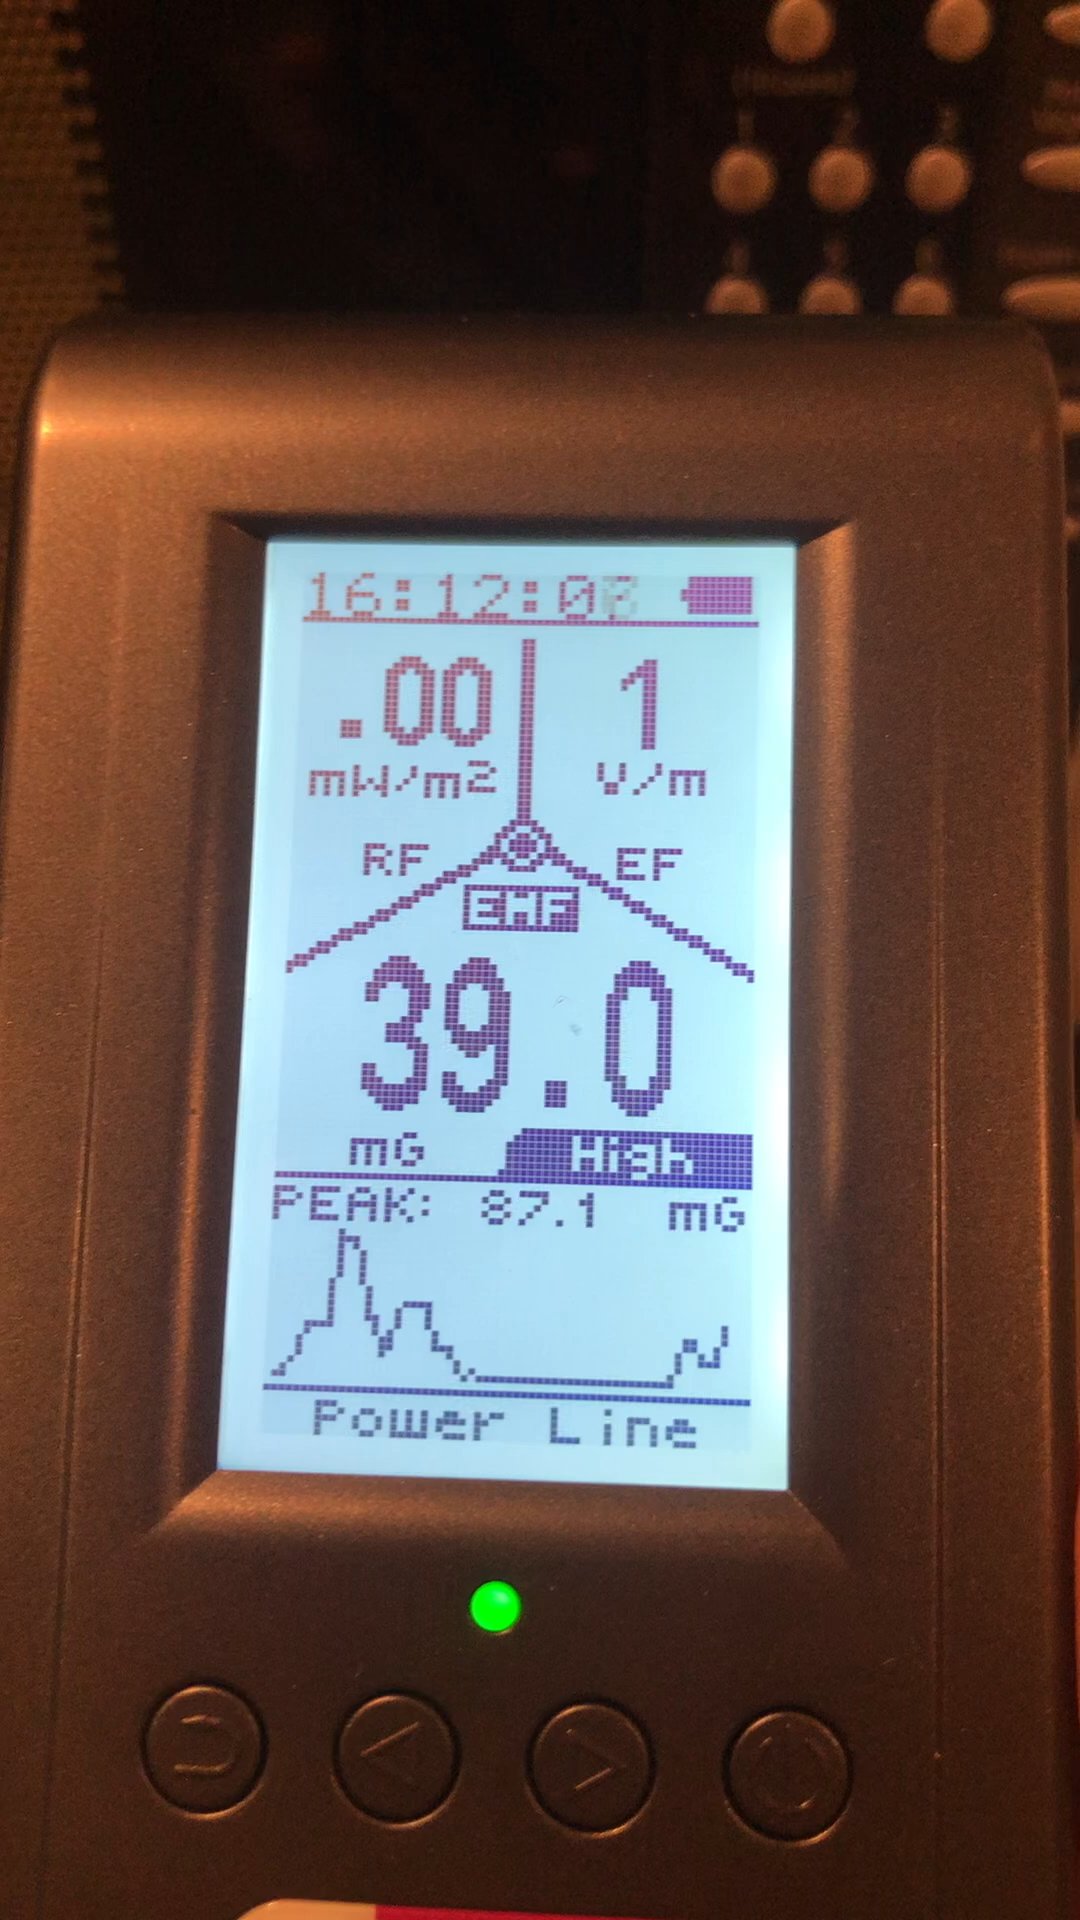 16:12:0
.00 1
mW/m² V/m
RF EF
EMF
39.0
mG High
PEAK: 87.1 mG
Power Line